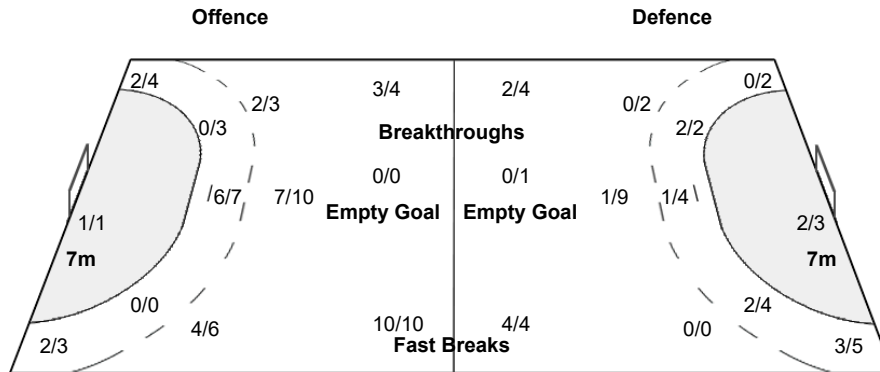 Offence Defence
2/4 3/4 2/4 0/2
2/3 0/2
0/3 Breakthroughs 2/2
0/0 0/1
6/7 7/10 1/9 1/4
Empty Goal Empty Goal
1/1 2/3
7m 7m
0/0 2/4
4/6 10/10 4/4 0/0
2/3 Fast Breaks 3/5